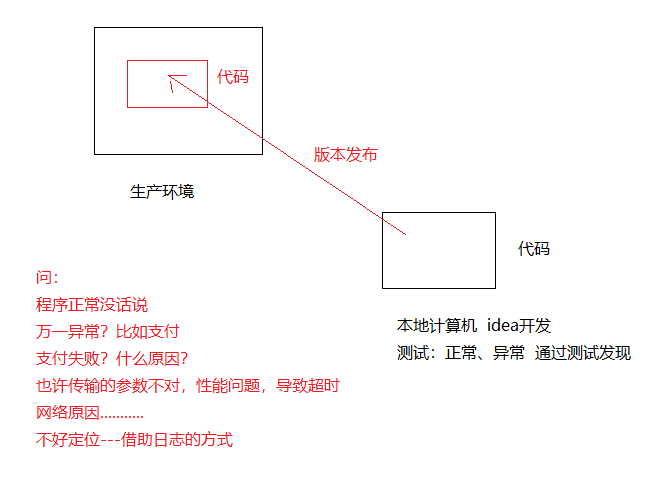 代码
版本发布
生产环境
代码
问：
程序正常没话说
万一异常？比如支付
支付失败？什么原因？
也许传输的参数不对，性能问题，导致超时
网络原因...........
不好定位---借助日志的方式
本地计算机  idea开发
测试：正常、异常  通过测试发现